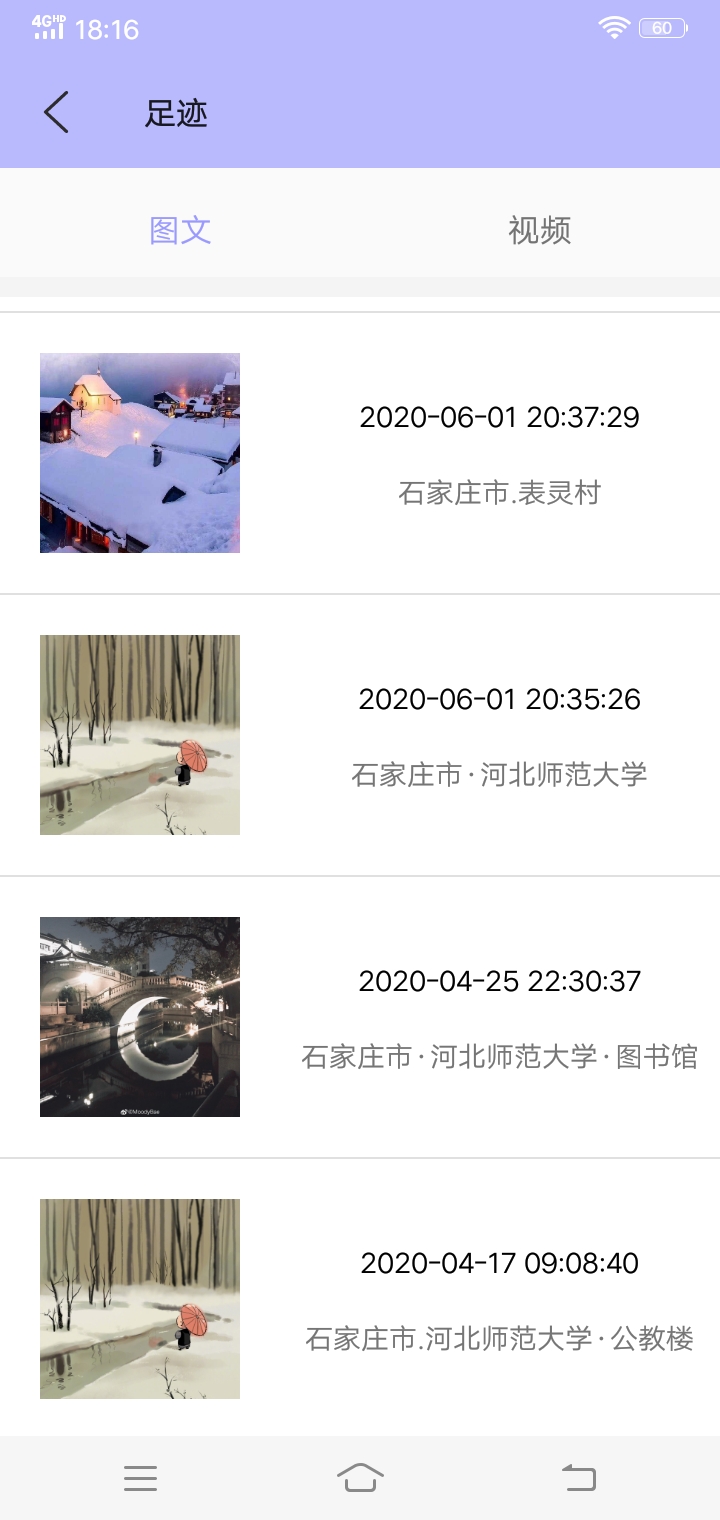 4G HD 18:16 60
足迹
图文 视频
2020-06-01 20:37:29
石家庄市.表灵村
2020-06-01 20:35:26
石家庄市·河北师范大学
2020-04-25 22:30:37
石家庄市·河北师范大学·图书馆
@MoodyBae
2020-04-17 09:08:40
石家庄市.河北师范大学·公教楼